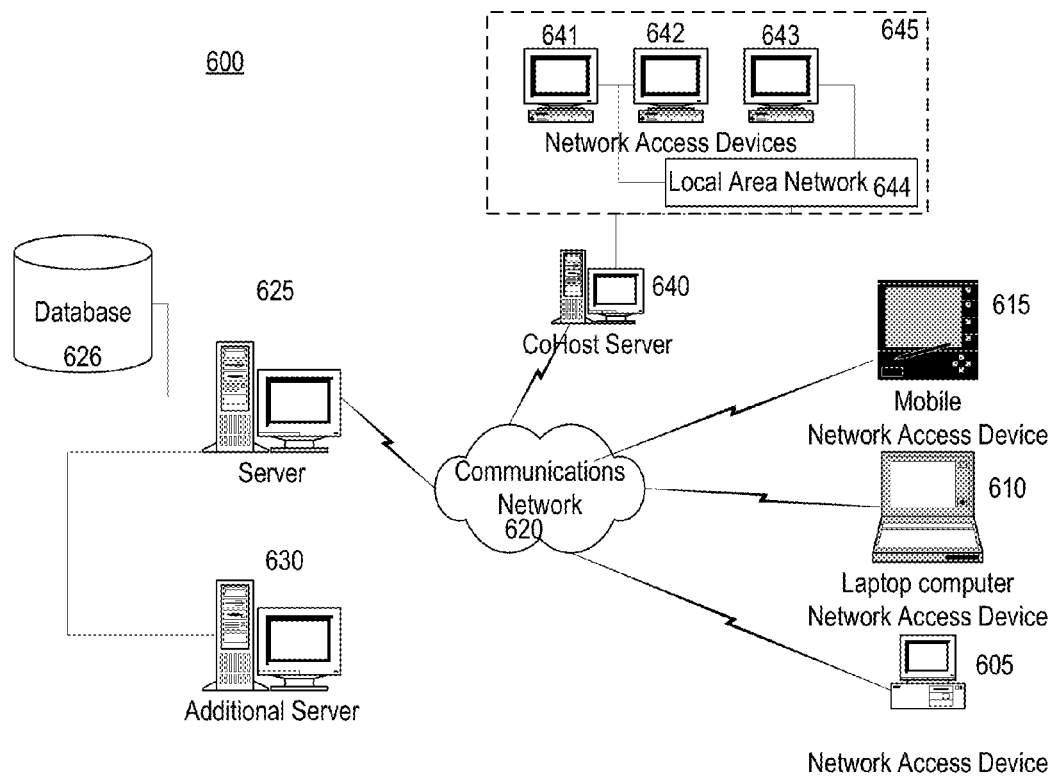 600
641 642 643 645
Network Access Devices
Local Area Network 644
640
CoHost Server
Database
626
625
Server
630
Additional Server
Communications
Network
620
615
Mobile
Network Access Device
610
Laptop computer
Network Access Device
605
Network Access Device